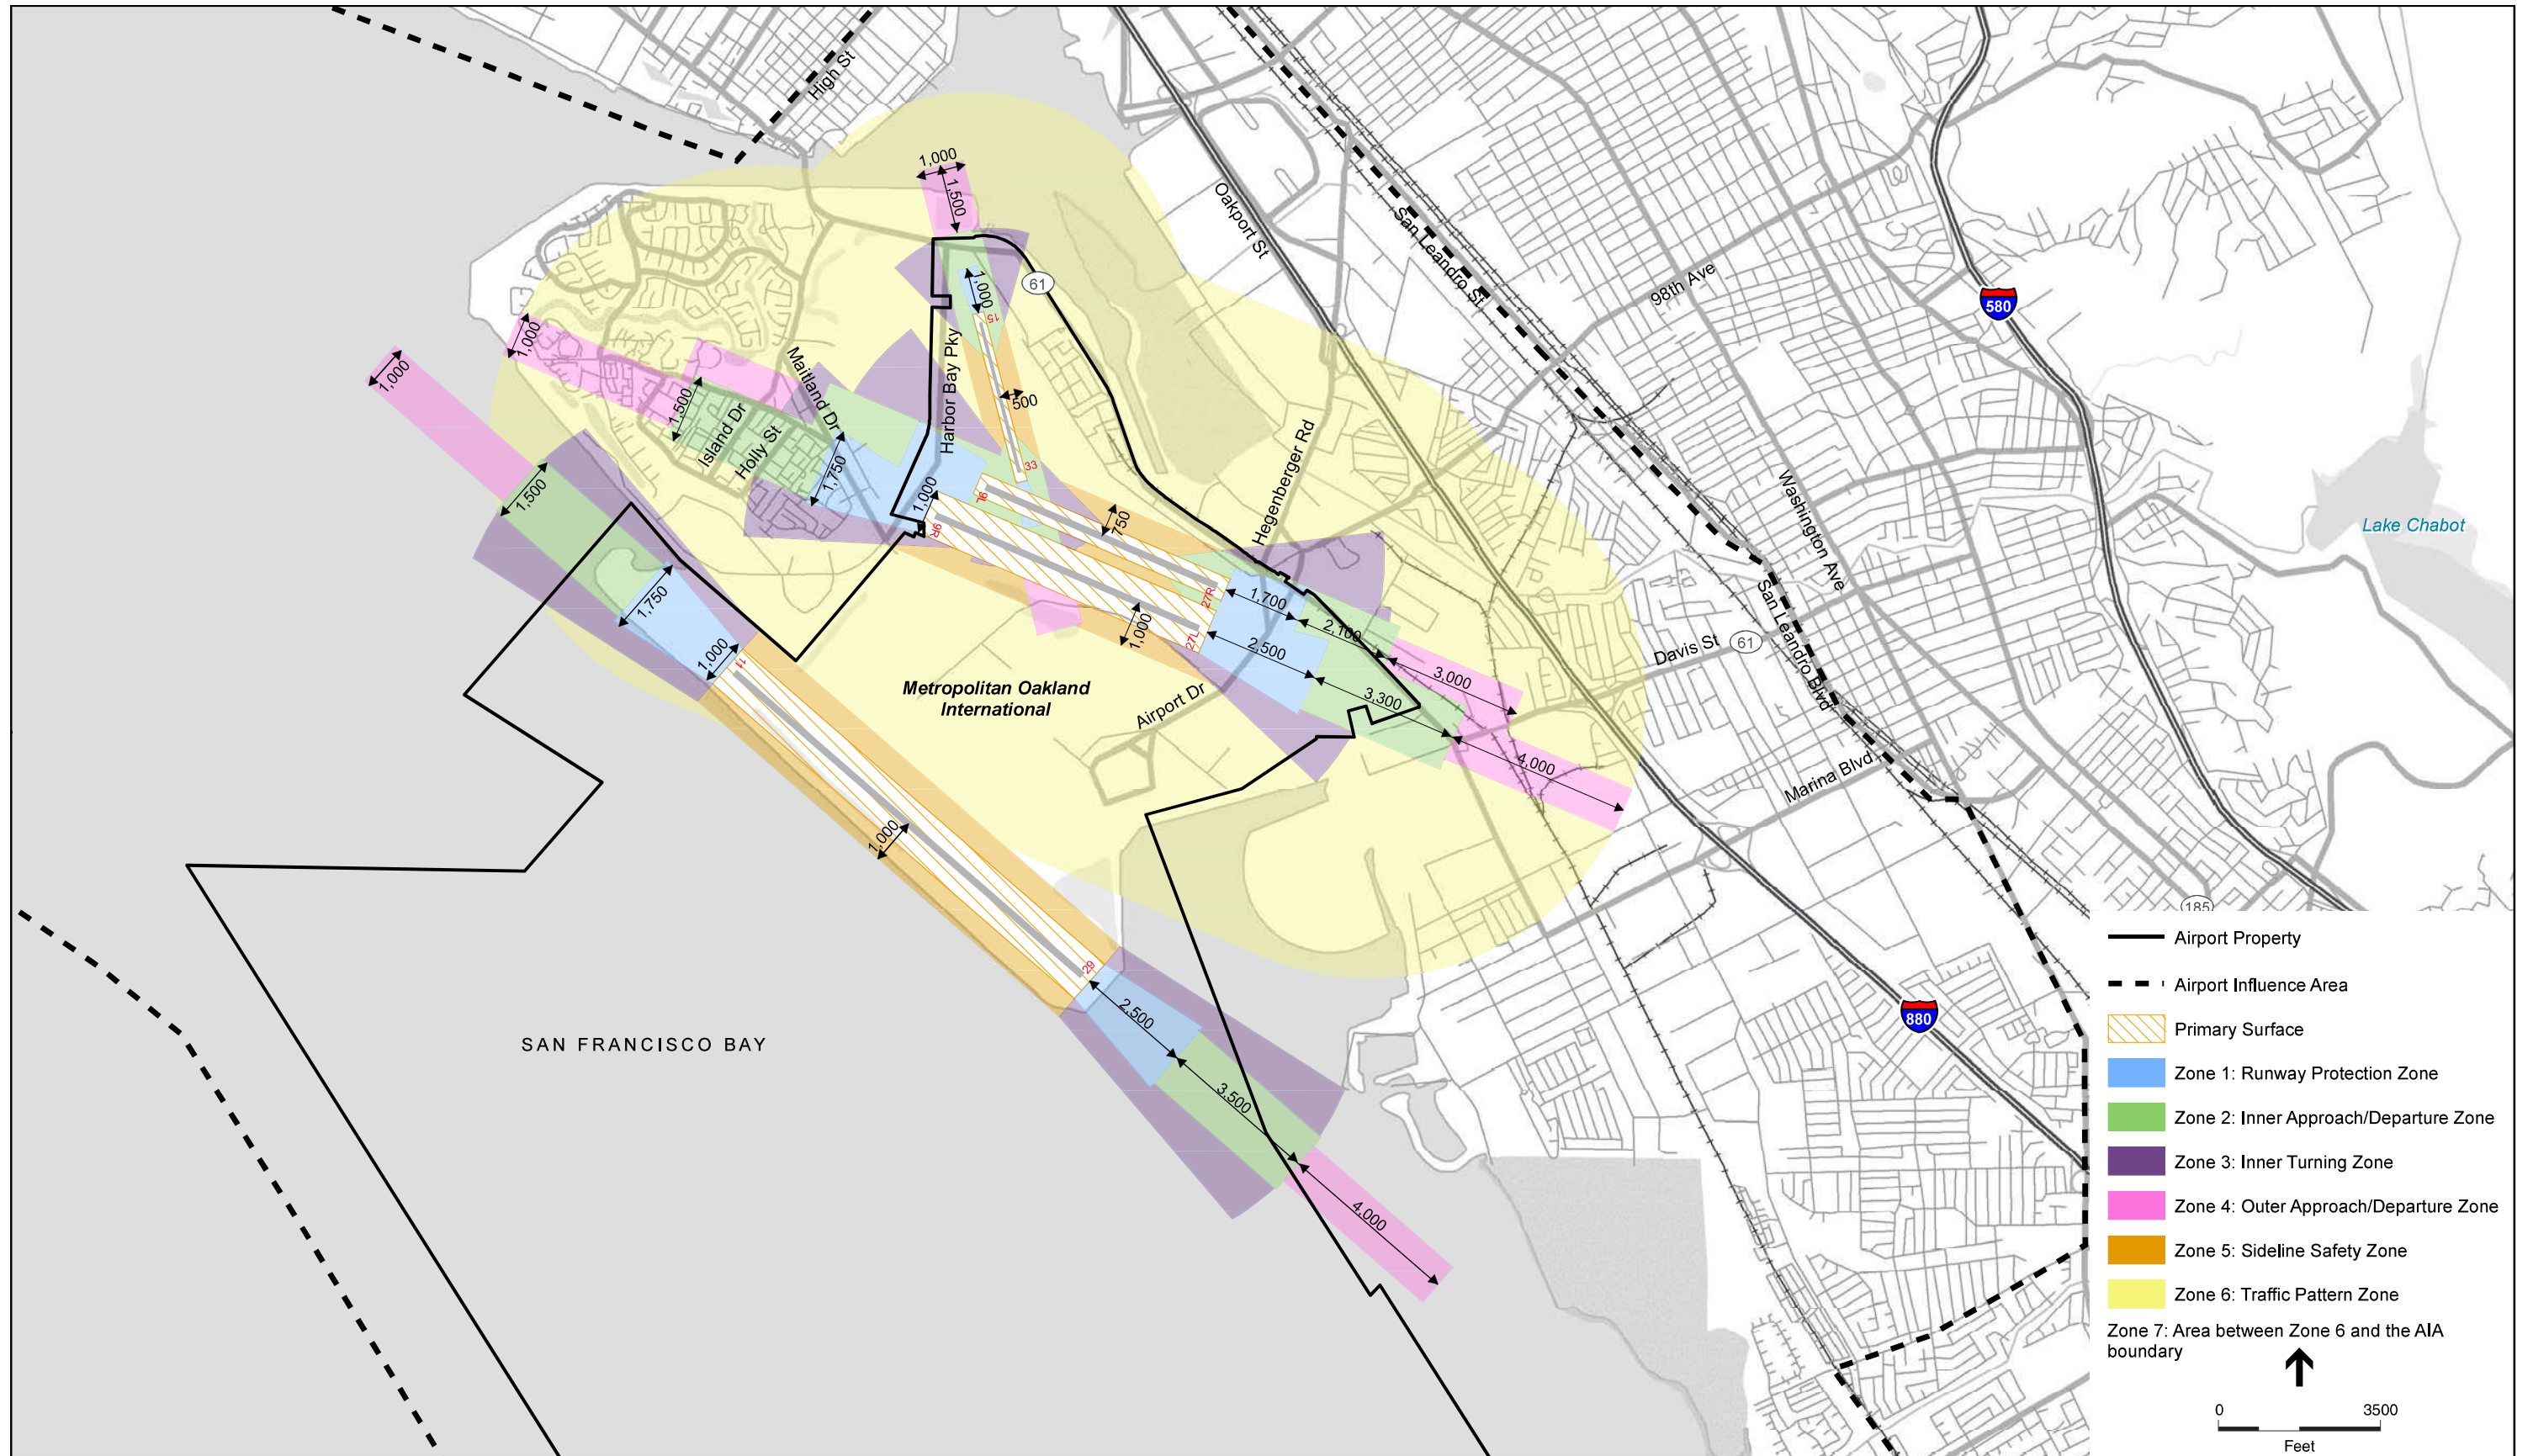 High St
1,000
1,500
Oakport St
San Leandro St
98th Ave
580
61
1,000
15
1,000
1,000
Harbor Bay Pky
Maitland Dr
500
1,500
Island Dr
Holly St
33
1,750
1,000
9L
9R
750
Hegenberger Rd
Washington Ave
Lake Chabot
1,500
1,750
1,000
11
27R
1,700
27L
1,000
2,100
2,500
3,000
3,300
4,000
Davis St
61
San Leandro Blvd
Marina Blvd
Metropolitan Oakland
International
Airport Dr
1,000
29
2,500
3,500
4,000
SAN FRANCISCO BAY
880
185
Airport Property
Airport Influence Area
Primary Surface
Zone 1: Runway Protection Zone
Zone 2: Inner Approach/Departure Zone
Zone 3: Inner Turning Zone
Zone 4: Outer Approach/Departure Zone
Zone 5: Sideline Safety Zone
Zone 6: Traffic Pattern Zone
Zone 7: Area between Zone 6 and the AIA
boundary
0 3500
Feet